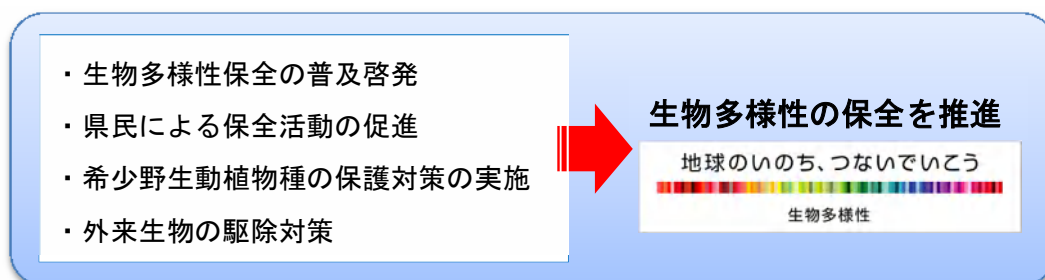 ・生物多様性保全の普及啓発
・県民による保全活動の促進
・希少野生動植物種の保護対策の実施
・外来生物の駆除対策
生物多様性の保全を推進
地球のいのち、つないでいこう
生物多様性